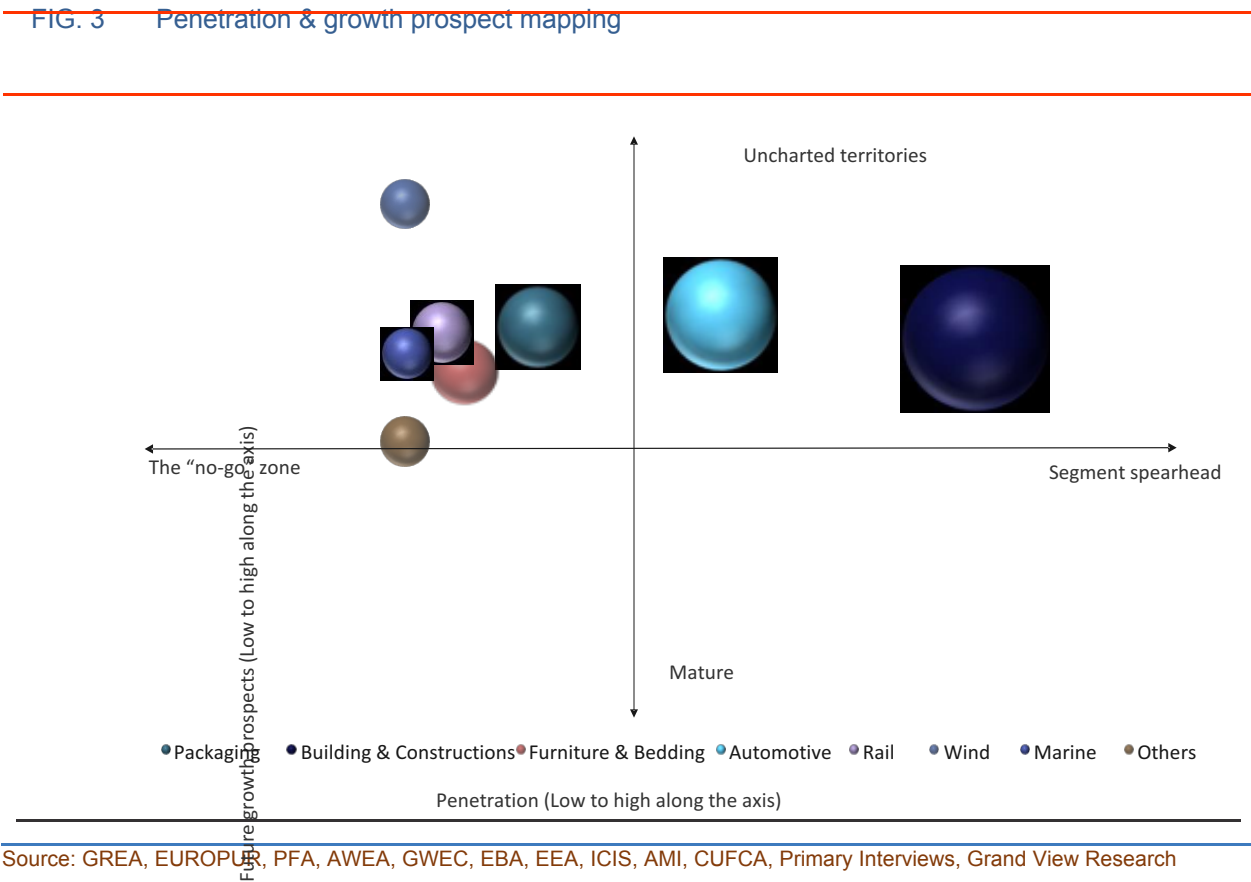 FIG. 3 Penetration & growth prospect mapping
Uncharted territories
The “no-go” zone
Segment spearhead
Future growth prospects (Low to high along the axis)
Mature
Packaging Building & Constructions Furniture & Bedding Automotive Rail Wind Marine Others
Penetration (Low to high along the axis)
Source: GREA, EUROPUR, PFA, AWEA, GWEC, EBA, EEA, ICIS, AMI, CUFCA, Primary Interviews, Grand View Research